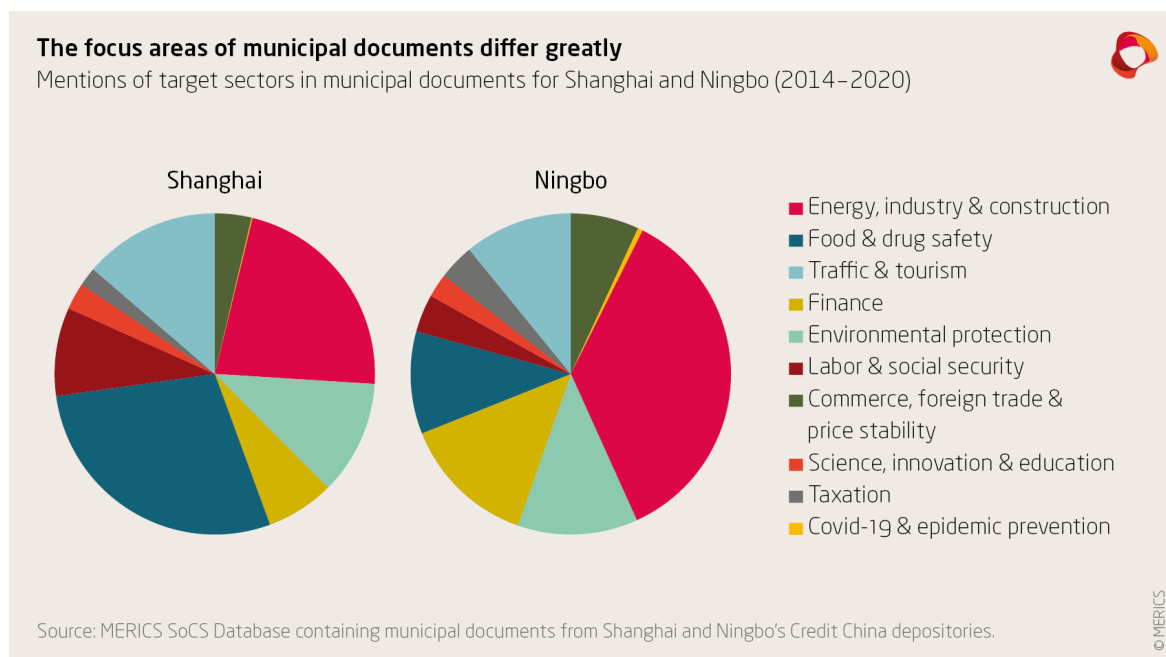 The focus areas of municipal documents differ greatly
Mentions of target sectors in municipal documents for Shanghai and Ningbo (2014–2020)
Shanghai
Ningbo
Energy, industry & construction
Food & drug safety
Traffic & tourism
Finance
Environmental protection
Labor & social security
Commerce, foreign trade &
price stability
Science, innovation & education
Taxation
Covid-19 & epidemic prevention
Source: MERICS SoCS Database containing municipal documents from Shanghai and Ningbo's Credit China depositories.
© MERICS